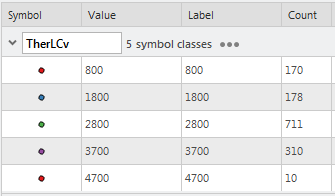 Symbol Value Label Count
TherLCv 5 symbol classes
800 800 170
1800 1800 178
2800 2800 711
3700 3700 310
4700 4700 10